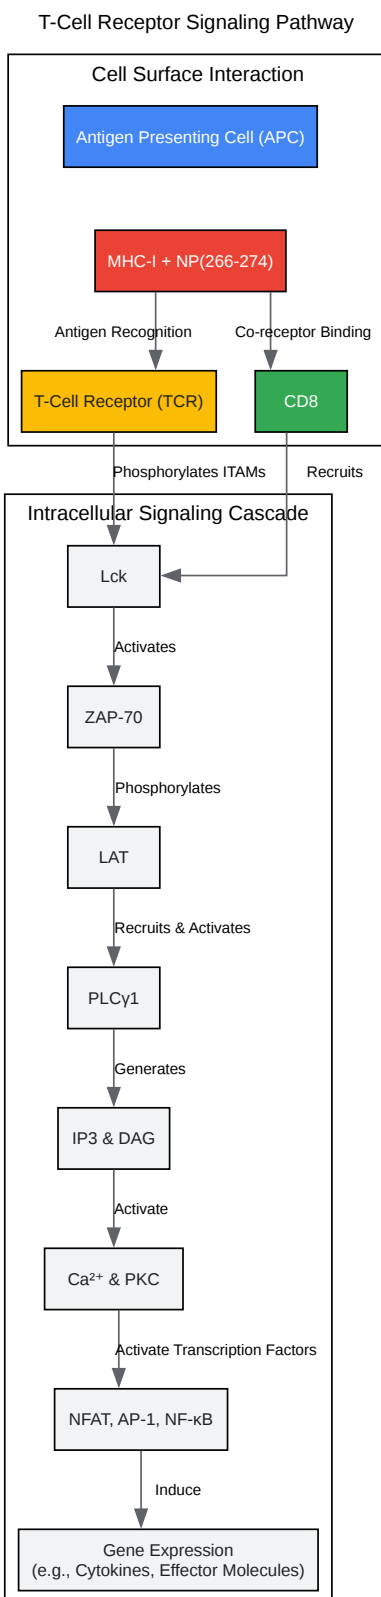 T-Cell Receptor Signaling Pathway
Cell Surface Interaction
Antigen Presenting Cell (APC)
MHC-I + NP(266-274)
Antigen Recognition
Co-receptor Binding
T-Cell Receptor (TCR)
CD8
Phosphorylates ITAMs
Recruits
Intracellular Signaling Cascade
Lck
Activates
ZAP-70
Phosphorylates
LAT
Recruits & Activates
PLCγ1
Generates
IP3 & DAG
Activate
Ca²⁺ & PKC
Activate Transcription Factors
NFAT, AP-1, NF-κB
Induce
Gene Expression
(e.g., Cytokines, Effector Molecules)